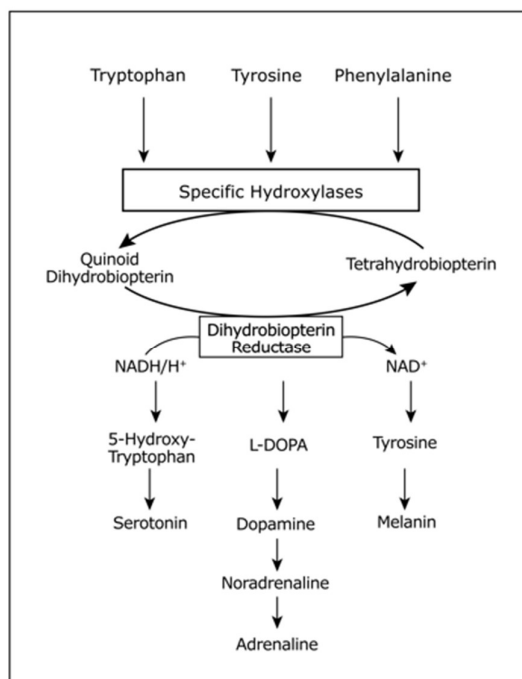 Tryptophan Tyrosine Phenylalanine
Specific Hydroxylases
Quinoid
Dihydrobiopterin
Tetrahydrobiopterin
Dihydrobiopterin
Reductase
NADH/H⁺ NAD⁺
5-Hydroxy-
Tryptophan
L-DOPA
Tyrosine
Serotonin Dopamine Melanin
Noradrenaline
Adrenaline